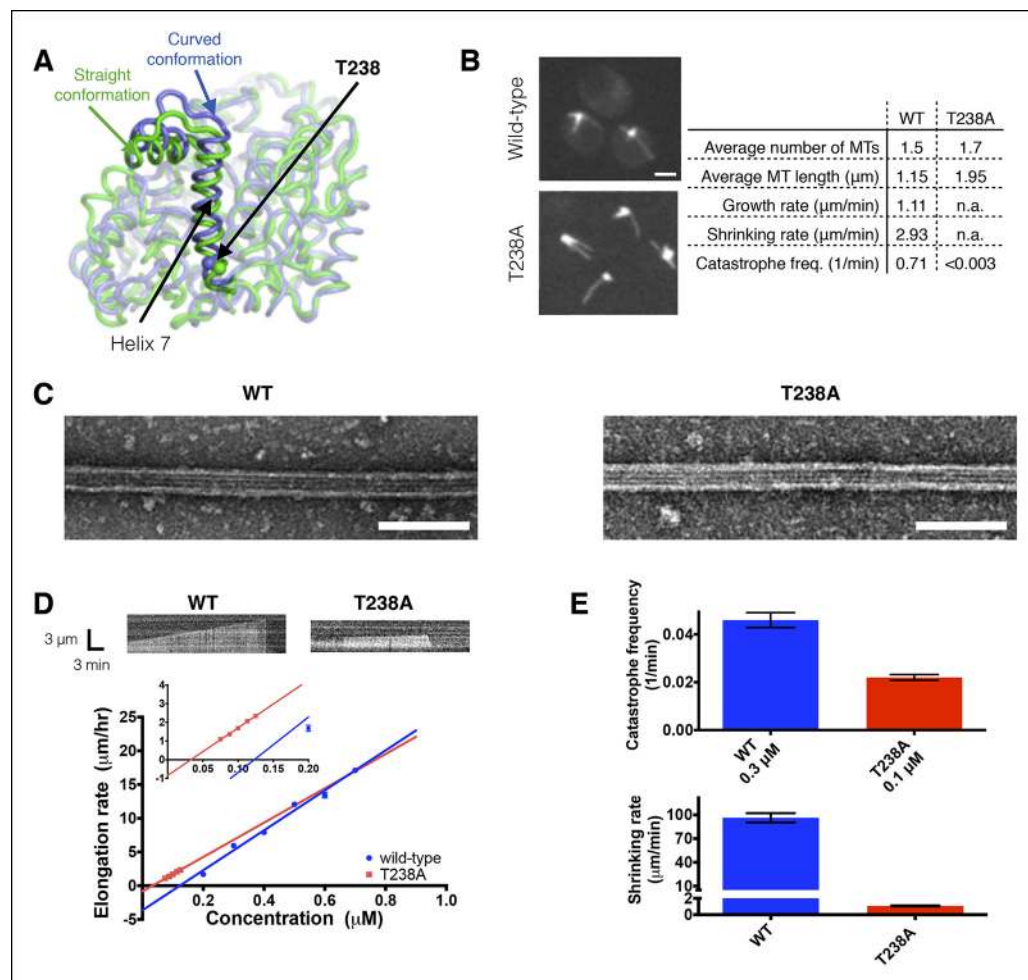 A
Curved
conformation
Straight
conformation
T238
Helix 7
B
Wild-type
T238A
WT T238A
Average number of MTs 1.5 1.7
Average MT length (μm) 1.15 1.95
Growth rate (μm/min) 1.11 n.a.
Shrinking rate (μm/min) 2.93 n.a.
Catastrophe freq. (1/min) 0.71 <0.003
C
WT
T238A
D
WT
T238A
3 μm
3 min
Elongation rate (μm/hr)
25
20
15
10
5
0
-5
4
3
2
1
0
-1
0.05 0.10 0.15 0.20
wild-type
T238A
0.2 0.4 0.6 0.8 1.0
Concentration (μM)
E
Catastrophe frequency
(1/min)
0.04
0.02
0.00
WT
0.3 μM
T238A
0.1 μM
Shrinking rate
(μm/min)
100
70
40
10
2
0
WT
T238A